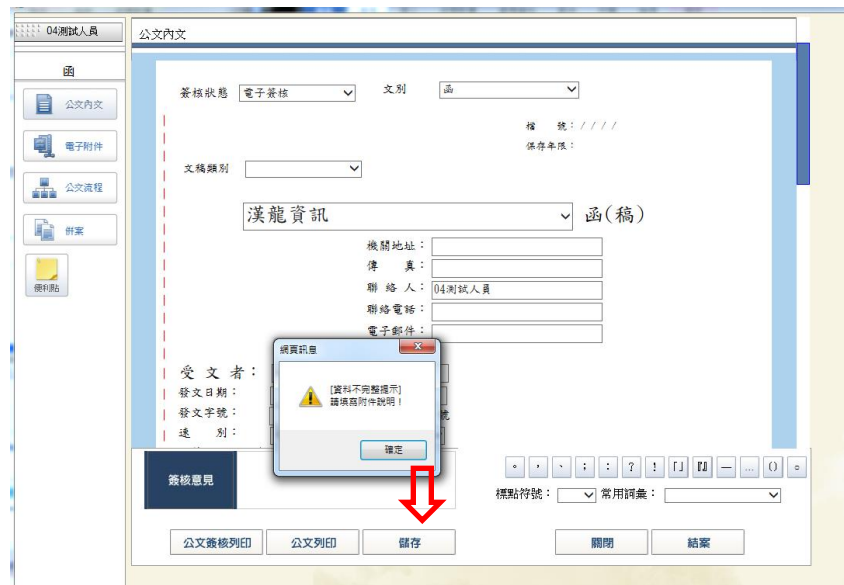 04測試人員
公文內文
函
公文內文
電子附件
公文流程
併案
便利貼
簽核狀態 電子簽核 文別 函
檔 號：////
保存年限：
文稿類別
漢龍資訊 函(稿)
機關地址：
傳 真：
聯 絡 人：04測試人員
聯絡電話：
電子郵件：
網頁訊息
[資料不完整提示]
請填寫附件說明！
確定
受 文 者：
發文日期：
發文字號： 號
速 別：
簽核意見
。 ， 、 ； ： ？ ！ 「」 『』 — … ()
標點符號： 常用詞彙：
公文簽核列印 公文列印 儲存 關閉 結案